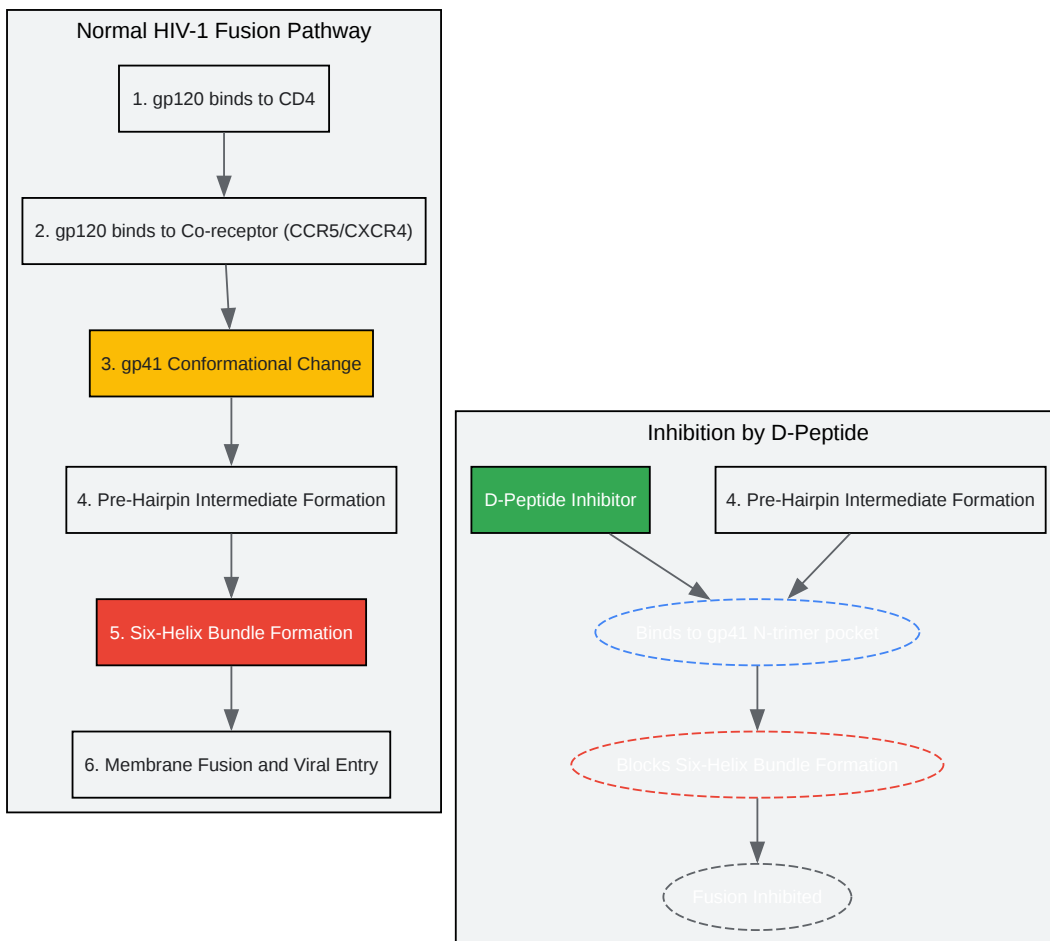 Normal HIV-1 Fusion Pathway
1. gp120 binds to CD4
2. gp120 binds to Co-receptor (CCR5/CXCR4)
3. gp41 Conformational Change
4. Pre-Hairpin Intermediate Formation
5. Six-Helix Bundle Formation
6. Membrane Fusion and Viral Entry
Inhibition by D-Peptide
D-Peptide Inhibitor
4. Pre-Hairpin Intermediate Formation
Binds to gp41 N-trimer pocket
Blocks Six-Helix Bundle Formation
Fusion Inhibited